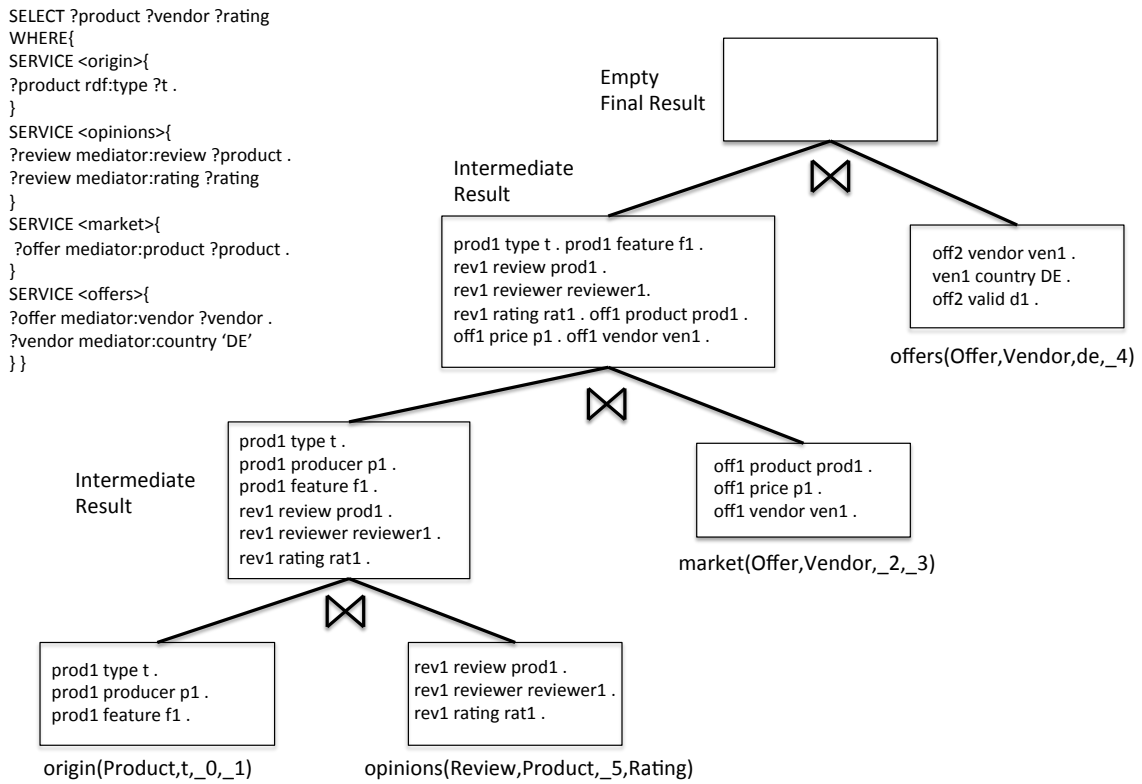 SELECT ?product ?vendor ?rating
WHERE{
SERVICE <origin>{
?product rdf:type ?t .
}
SERVICE <opinions>{
?review mediator:review ?product .
?review mediator:rating ?rating
}
SERVICE <market>{
?offer mediator:product ?product .
}
SERVICE <offers>{
?offer mediator:vendor ?vendor .
?vendor mediator:country ‘DE’
} }
Empty
Final Result
Intermediate
Result
prod1 type t . prod1 feature f1 .
rev1 review prod1 .
rev1 reviewer reviewer1.
rev1 rating rat1 . off1 product prod1 .
off1 price p1 . off1 vendor ven1 .
off2 vendor ven1 .
ven1 country DE .
off2 valid d1 .
offers(Offer,Vendor,de,_4)
Intermediate
Result
prod1 type t .
prod1 producer p1 .
prod1 feature f1 .
rev1 review prod1 .
rev1 reviewer reviewer1 .
rev1 rating rat1 .
off1 product prod1 .
off1 price p1 .
off1 vendor ven1 .
market(Offer,Vendor,_2,_3)
prod1 type t .
prod1 producer p1 .
prod1 feature f1 .
origin(Product,t,_0,_1)
rev1 review prod1 .
rev1 reviewer reviewer1 .
rev1 rating rat1 .
opinions(Review,Product,_5,Rating)